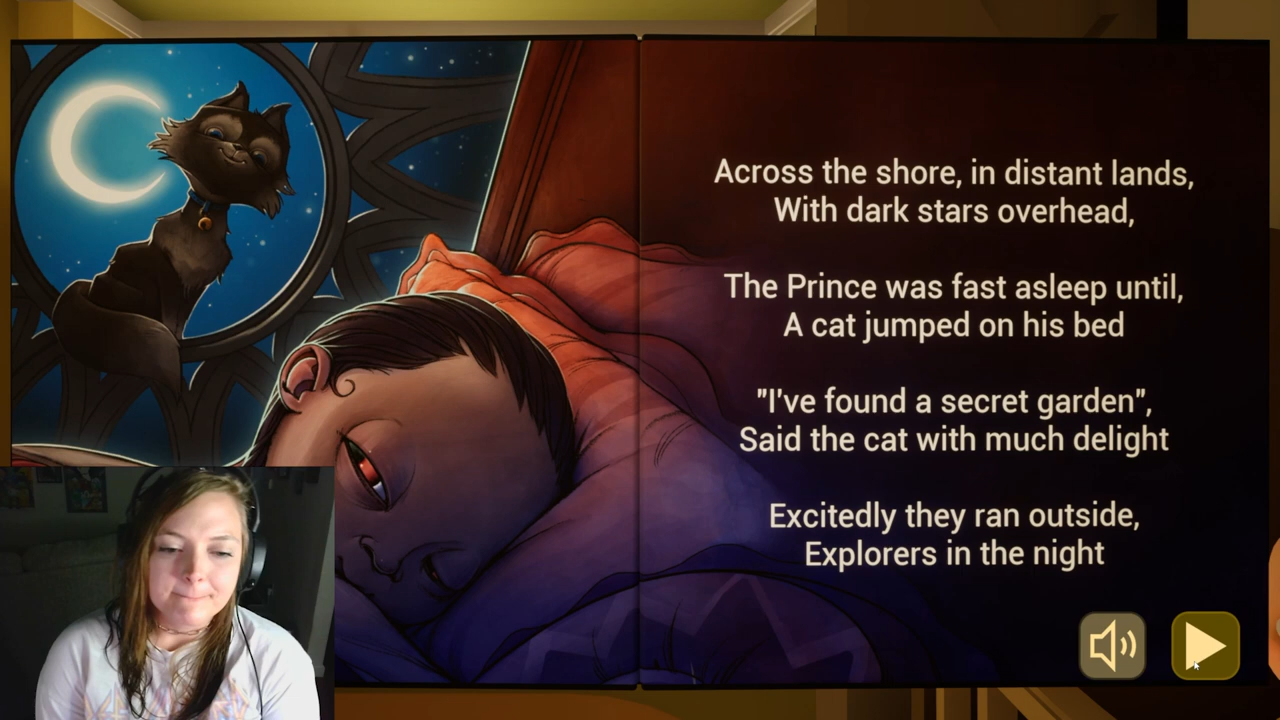 Across the shore, in distant lands,
With dark stars overhead,
The Prince was fast asleep until,
A cat jumped on his bed
"I've found a secret garden",
Said the cat with much delight
Excitedly they ran outside,
Explorers in the night